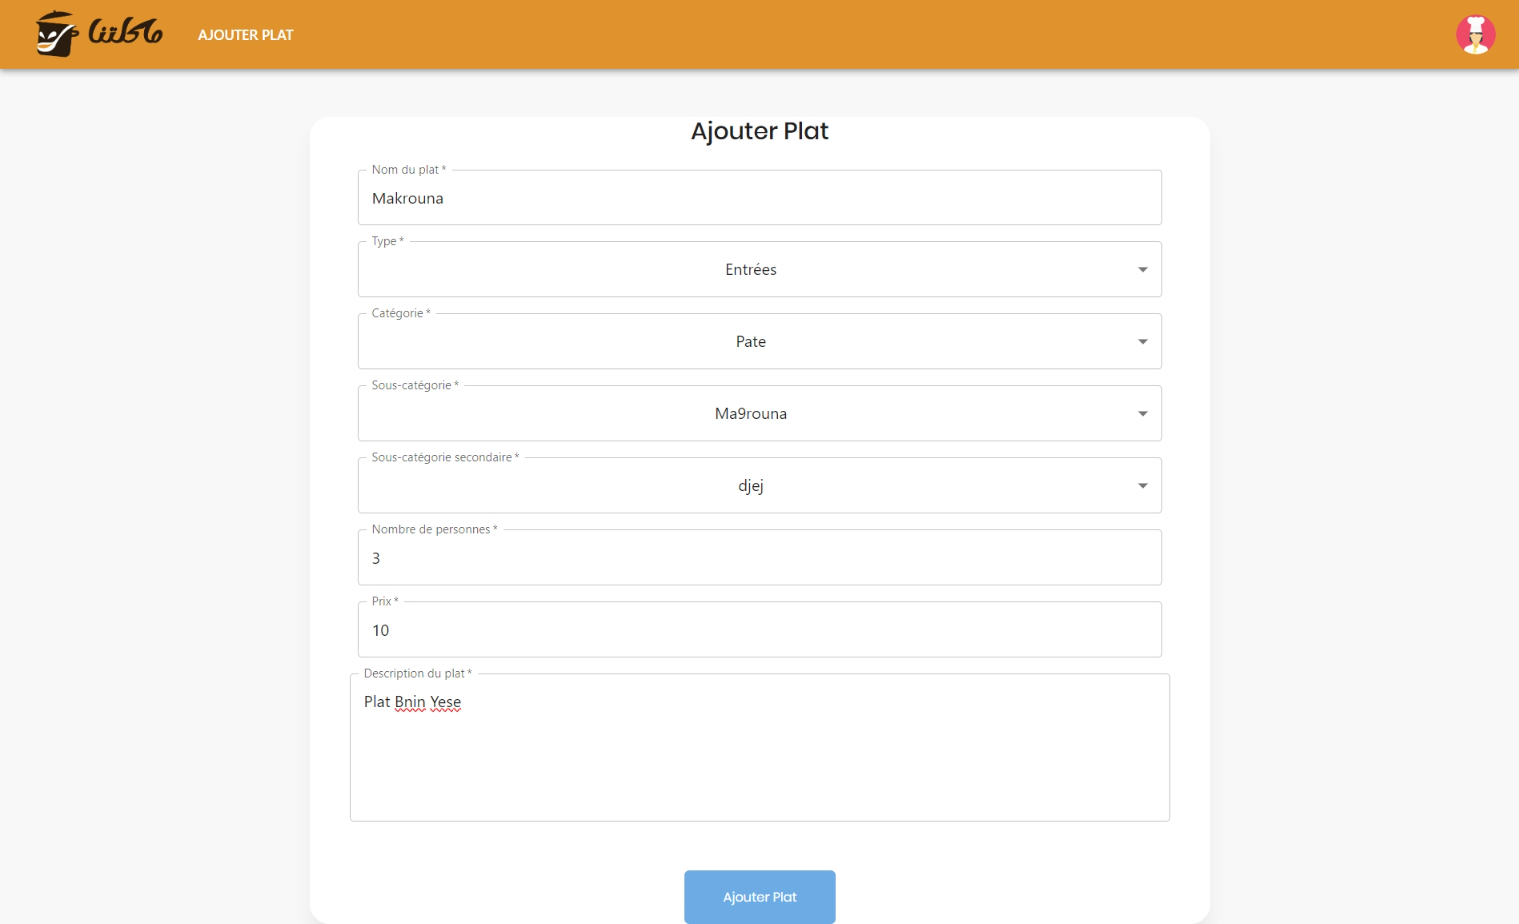 ماكلتنا
AJOUTER PLAT
Ajouter Plat
Nom du plat *
Makrouna
Type *
Entrées
Catégorie *
Pate
Sous-catégorie *
Ma9rouna
Sous-catégorie secondaire *
djej
Nombre de personnes *
3
Prix *
10
Description du plat *
Plat Bnin Yese
Ajouter Plat